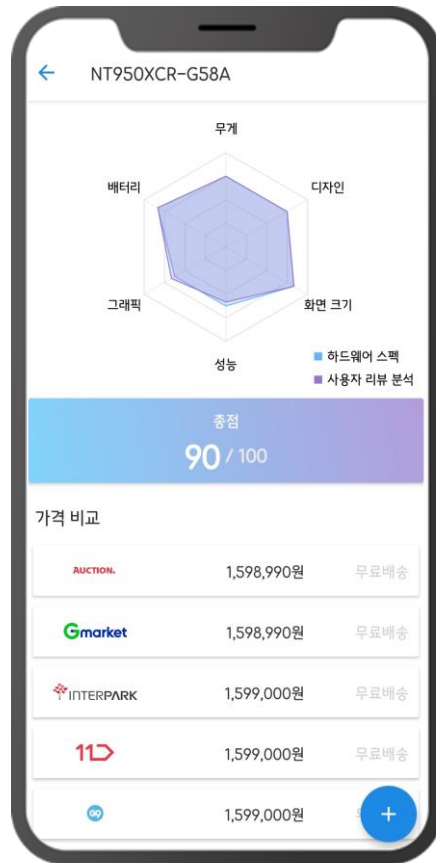 NT950XCR-G58A
무게
배터리
디자인
그래픽
화면 크기
성능
하드웨어 스펙
사용자 리뷰 분석
총점
90 / 100
가격 비교
AUCTION. 1,598,990원 무료배송
Gmarket 1,598,990원 무료배송
INTERPARK 1,599,000원 무료배송
11 1,599,000원 무료배송
G9 1,599,000원
+